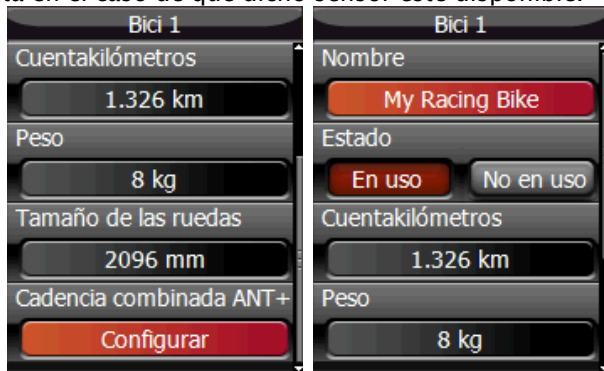 ta en el caso de que dicho sensor esté disponible.
Bici 1
Cuentakilómetros
1.326 km
Peso
8 kg
Tamaño de las ruedas
2096 mm
Cadencia combinada ANT+
Configurar
Bici 1
Nombre
My Racing Bike
Estado
En uso
No en uso
Cuentakilómetros
1.326 km
Peso
8 kg